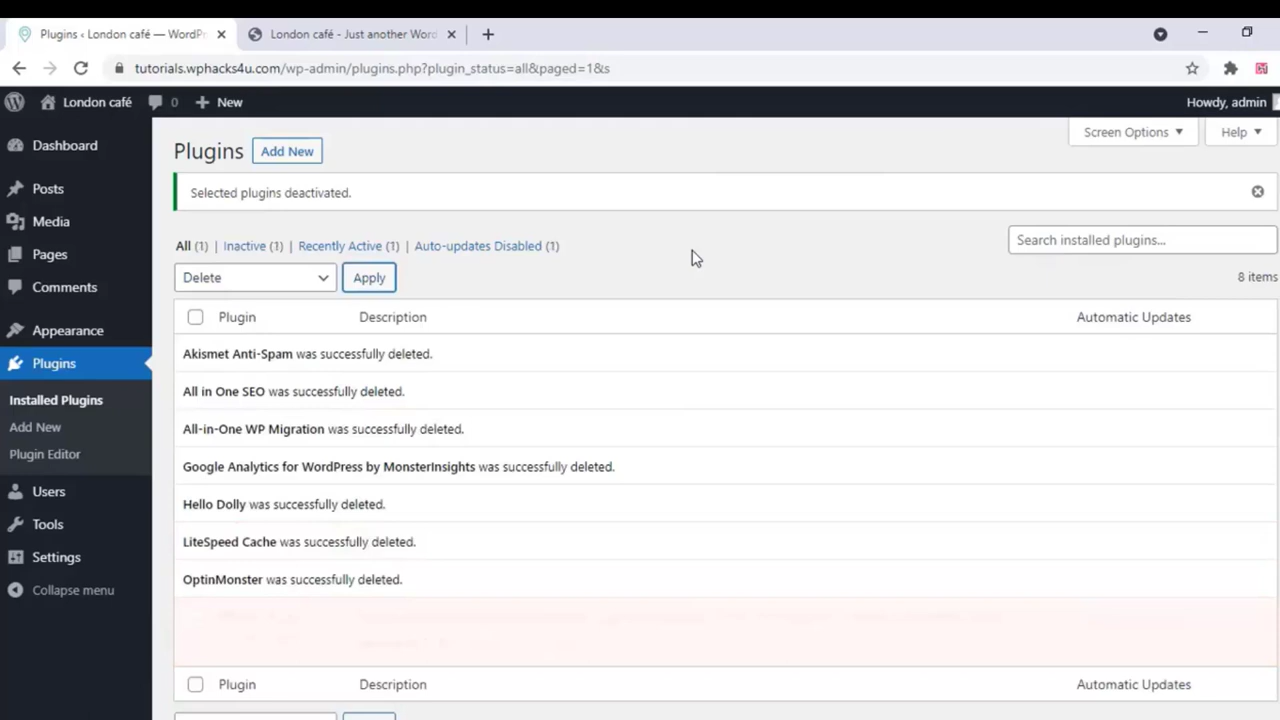 Plugins ‹ London café — WordPr
London café - Just another Word
tutorials.wphacks4u.com/wp-admin/plugins.php?plugin_status=all&paged=1&s
London café 0 New Howdy, admin
Screen Options Help
Dashboard
Posts
Media
Pages
Comments
Appearance
Plugins
Installed Plugins
Add New
Plugin Editor
Users
Tools
Settings
Collapse menu
Plugins Add New
Selected plugins deactivated.
All (1) | Inactive (1) | Recently Active (1) | Auto-updates Disabled (1)
Search installed plugins...
Delete Apply
8 items
Plugin Description Automatic Updates
Akismet Anti-Spam was successfully deleted.
All in One SEO was successfully deleted.
All-in-One WP Migration was successfully deleted.
Google Analytics for WordPress by MonsterInsights was successfully deleted.
Hello Dolly was successfully deleted.
LiteSpeed Cache was successfully deleted.
OptinMonster was successfully deleted.
Plugin Description Automatic Updates